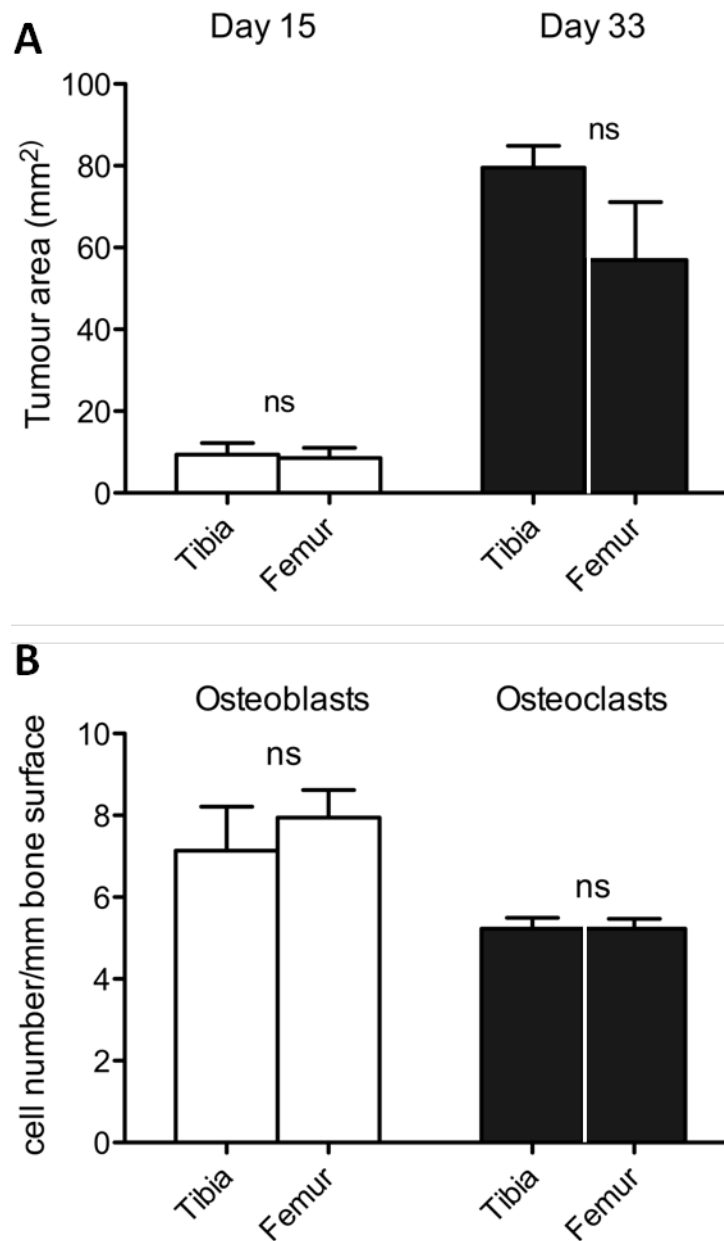 A
Day 15
Day 33
Tumour area (mm²)
100
80
60
40
20
0
ns
ns
Tibia
Femur
Tibia
Femur
B
Osteoblasts
Osteoclasts
cell number/mm bone surface
10
8
6
4
2
0
ns
ns
Tibia
Femur
Tibia
Femur